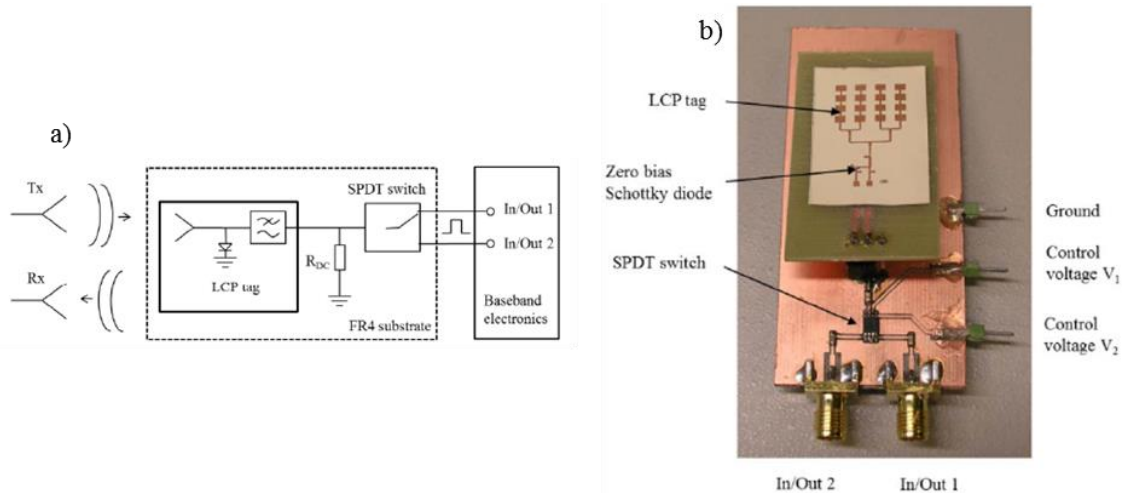 a)
Tx
Rx
LCP tag
R_DC
SPDT switch
FR4 substrate
In/Out 1
In/Out 2
Baseband
electronics
b)
LCP tag
Zero bias
Schottky diode
SPDT switch
Ground
Control
voltage V₁
Control
voltage V₂
In/Out 2
In/Out 1